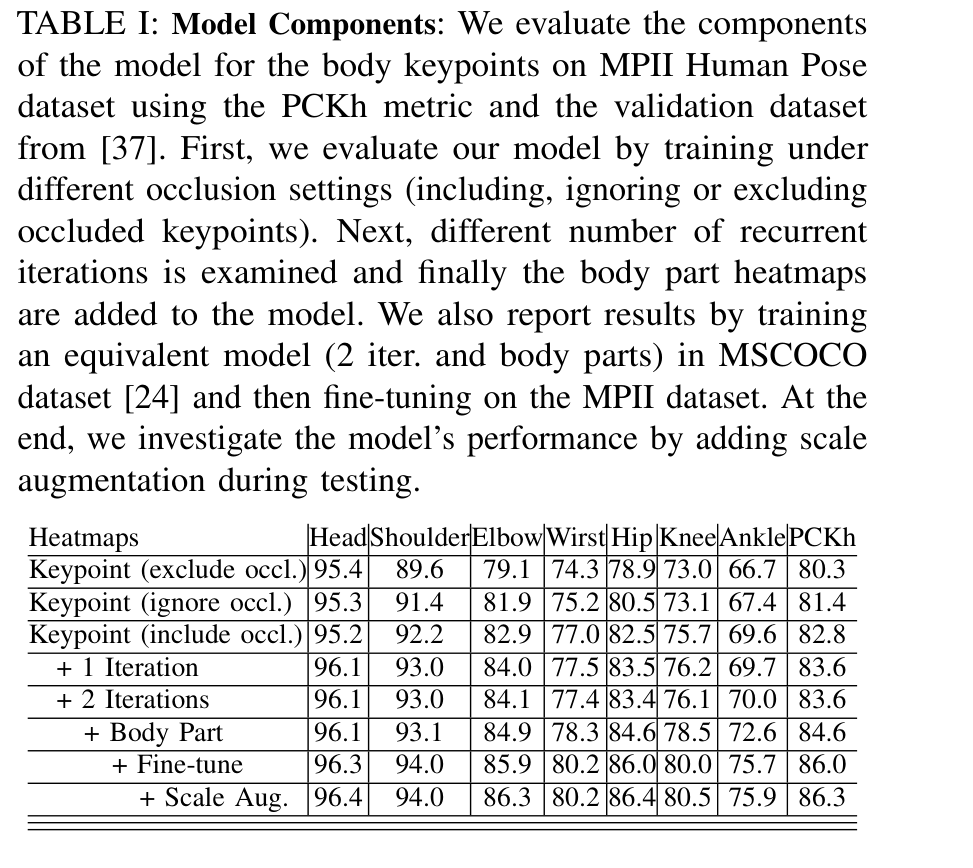 TABLE I: Model Components: We evaluate the components
of the model for the body keypoints on MPII Human Pose
dataset using the PCKh metric and the validation dataset
from [37]. First, we evaluate our model by training under
different occlusion settings (including, ignoring or excluding
occluded keypoints). Next, different number of recurrent
iterations is examined and finally the body part heatmaps
are added to the model. We also report results by training
an equivalent model (2 iter. and body parts) in MSCOCO
dataset [24] and then fine-tuning on the MPII dataset. At the
end, we investigate the model's performance by adding scale
augmentation during testing.
Heatmaps Head Shoulder Elbow Wirst Hip Knee Ankle PCKh
Keypoint (exclude occl.) 95.4 89.6 79.1 74.3 78.9 73.0 66.7 80.3
Keypoint (ignore occl.) 95.3 91.4 81.9 75.2 80.5 73.1 67.4 81.4
Keypoint (include occl.) 95.2 92.2 82.9 77.0 82.5 75.7 69.6 82.8
+ 1 Iteration 96.1 93.0 84.0 77.5 83.5 76.2 69.7 83.6
+ 2 Iterations 96.1 93.0 84.1 77.4 83.4 76.1 70.0 83.6
+ Body Part 96.1 93.1 84.9 78.3 84.6 78.5 72.6 84.6
+ Fine-tune 96.3 94.0 85.9 80.2 86.0 80.0 75.7 86.0
+ Scale Aug. 96.4 94.0 86.3 80.2 86.4 80.5 75.9 86.3